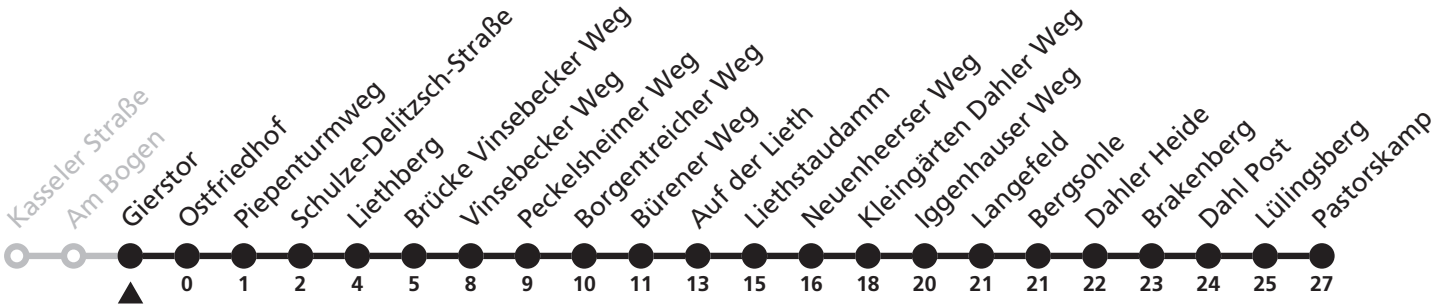 Kasseler Straße
Am Bogen
Gierstor
Ostfriedhof
Piepenturmweg
Schulze-Delitzsch-Straße
Liethberg
Brücke Vinsebecker Weg
Vinsebecker Weg
Peckelsheimer Weg
Borgentreicher Weg
Bürener Weg
Auf der Lieth
Liethstaudamm
Neuenheerser Weg
Kleingärten Dahler Weg
Iggenhauser Weg
Langefeld
Bergsohle
Dahler Heide
Brakenberg
Dahl Post
Lülingsberg
Pastorskamp
0 1 2 4 5 8 9 10 11 13 15 16 18 20 21 21 22 23 24 25 27